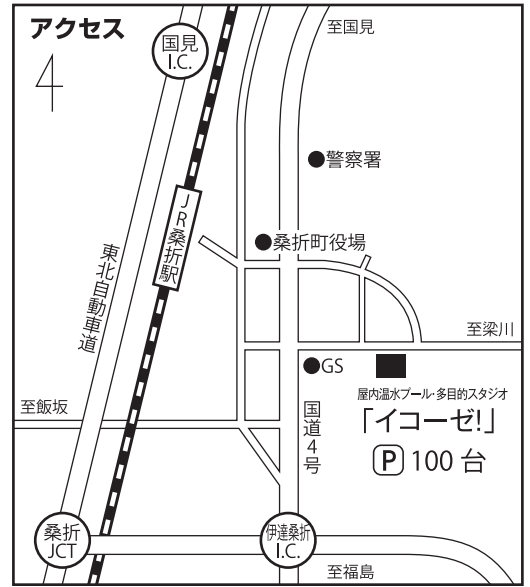 アクセス
国見
I.C.
至国見
警察署
JR桑折駅
桑折町役場
東北自動車道
至梁川
GS
屋内温水プール・多目的スタジオ
「イコーゼ!」
P 100台
国道4号
至飯坂
桑折
JCT
伊達桑折
I.C.
至福島